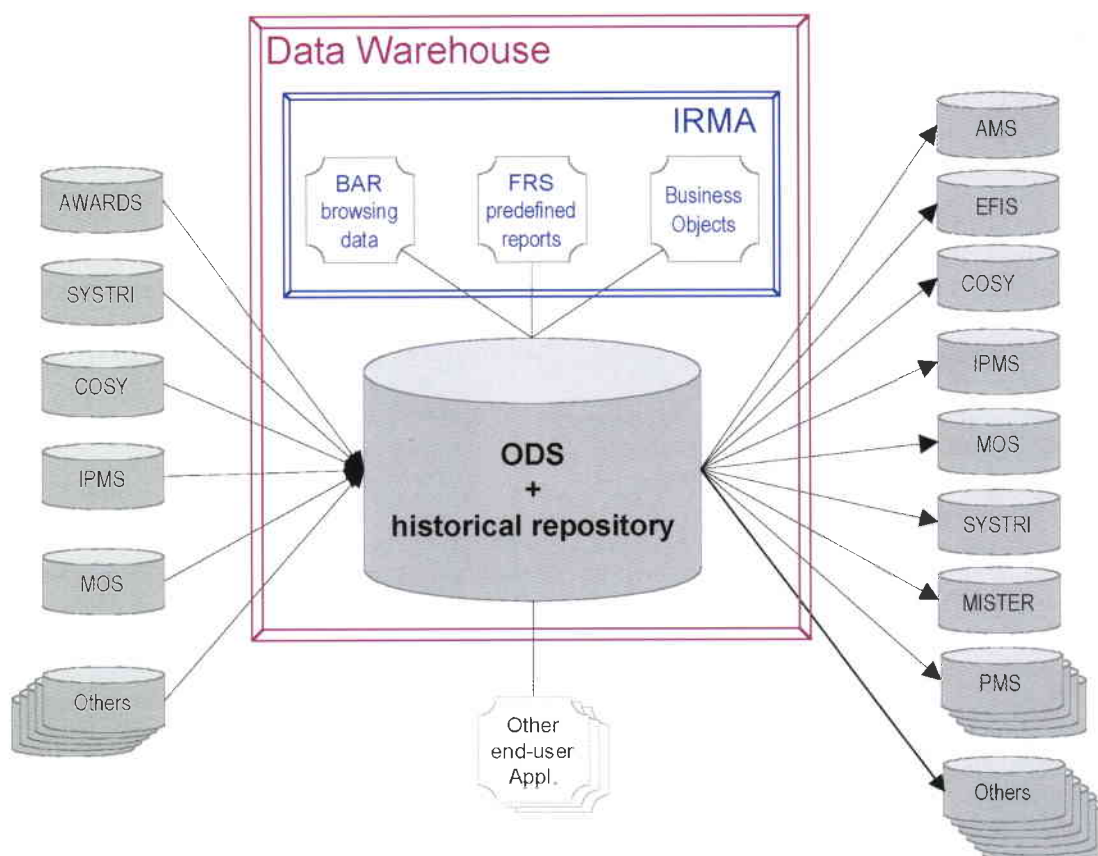 Data Warehouse
IRMA
BAR
browsing
data
FRS
predefined
reports
Business
Objects
AWARDS
SYSTRI
COSY
IPMS
MOS
Others
ODS
+
historical repository
Other
end-user
Appl.
AMS
EFIS
COSY
IPMS
MOS
SYSTRI
MISTER
PMS
Others